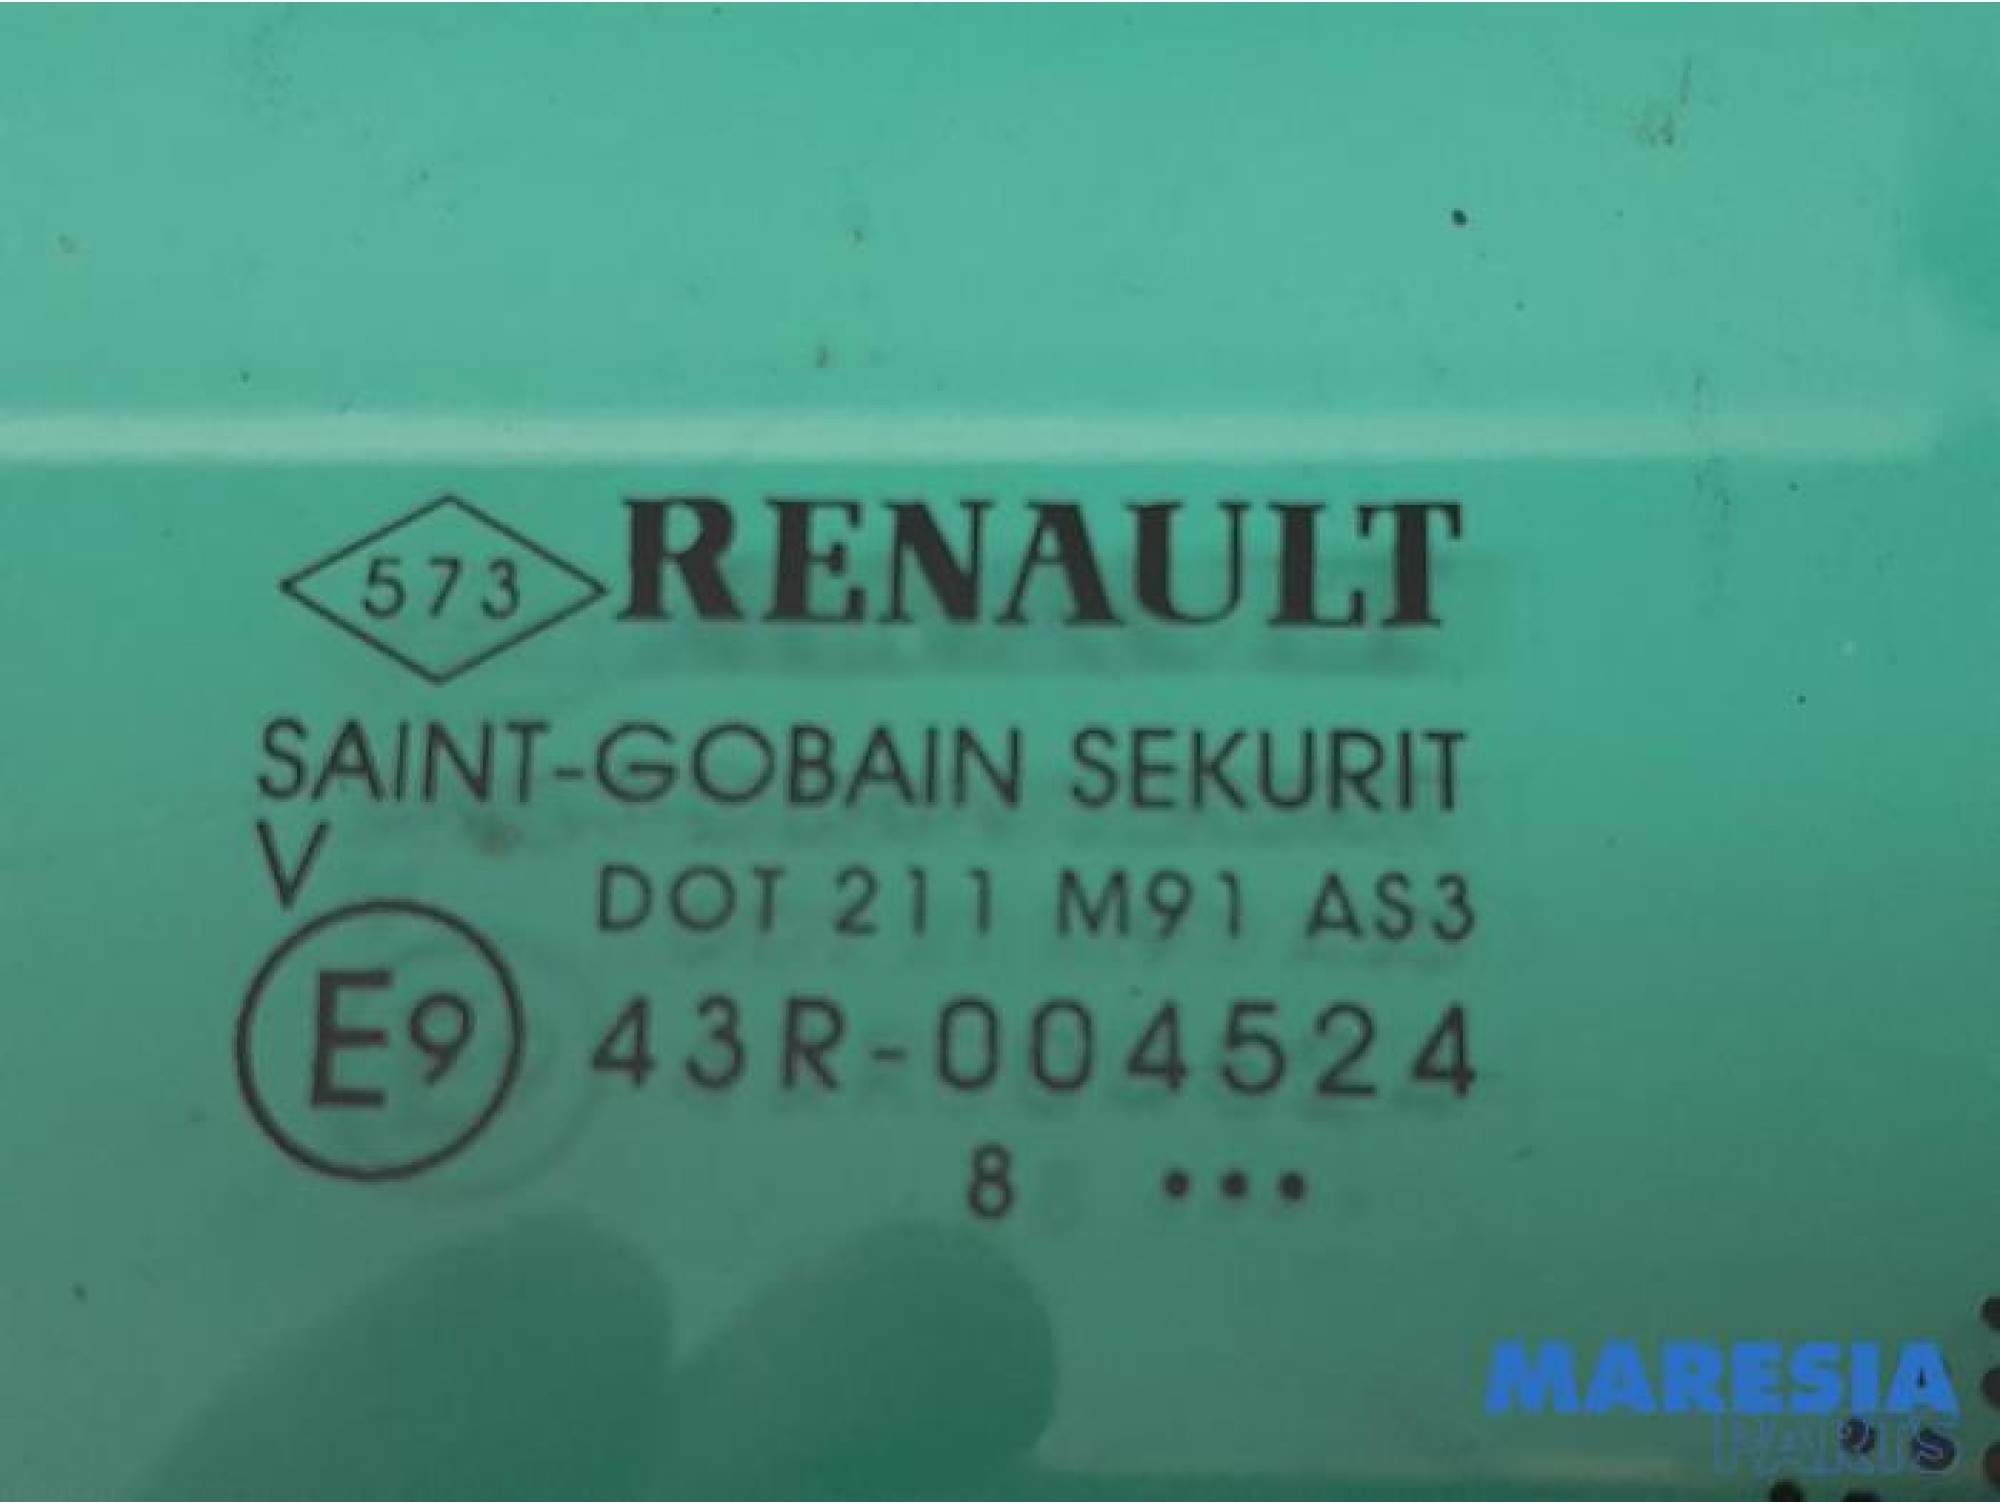 573 RENAULT
SAINT-GOBAIN SEKURIT
V
DOT 211 M91 AS3
E9 43R-004524
8 •••
MARESIA
PARTS